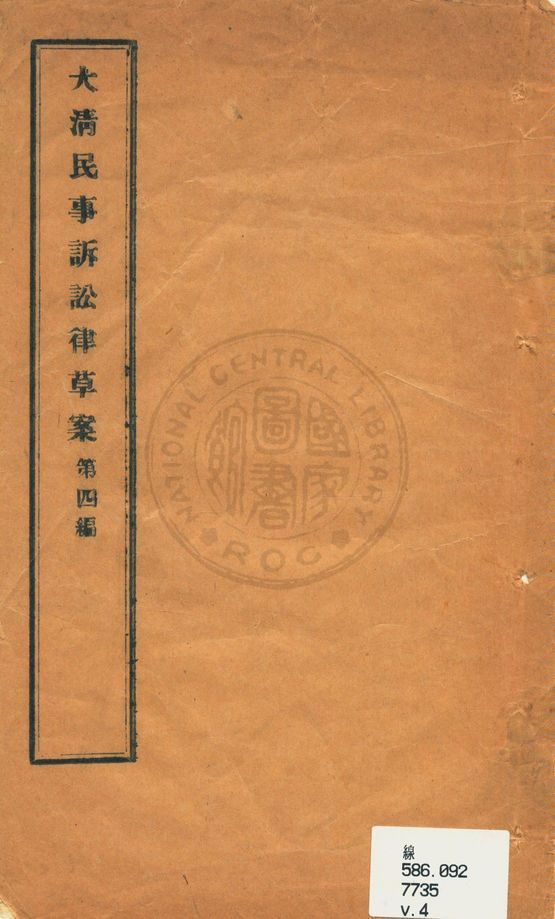 大清民事訴訟律草案 第四編
NATIONAL CENTRAL LIBRARY
國家圖書館
ROC
線
586.092
7735
v.4